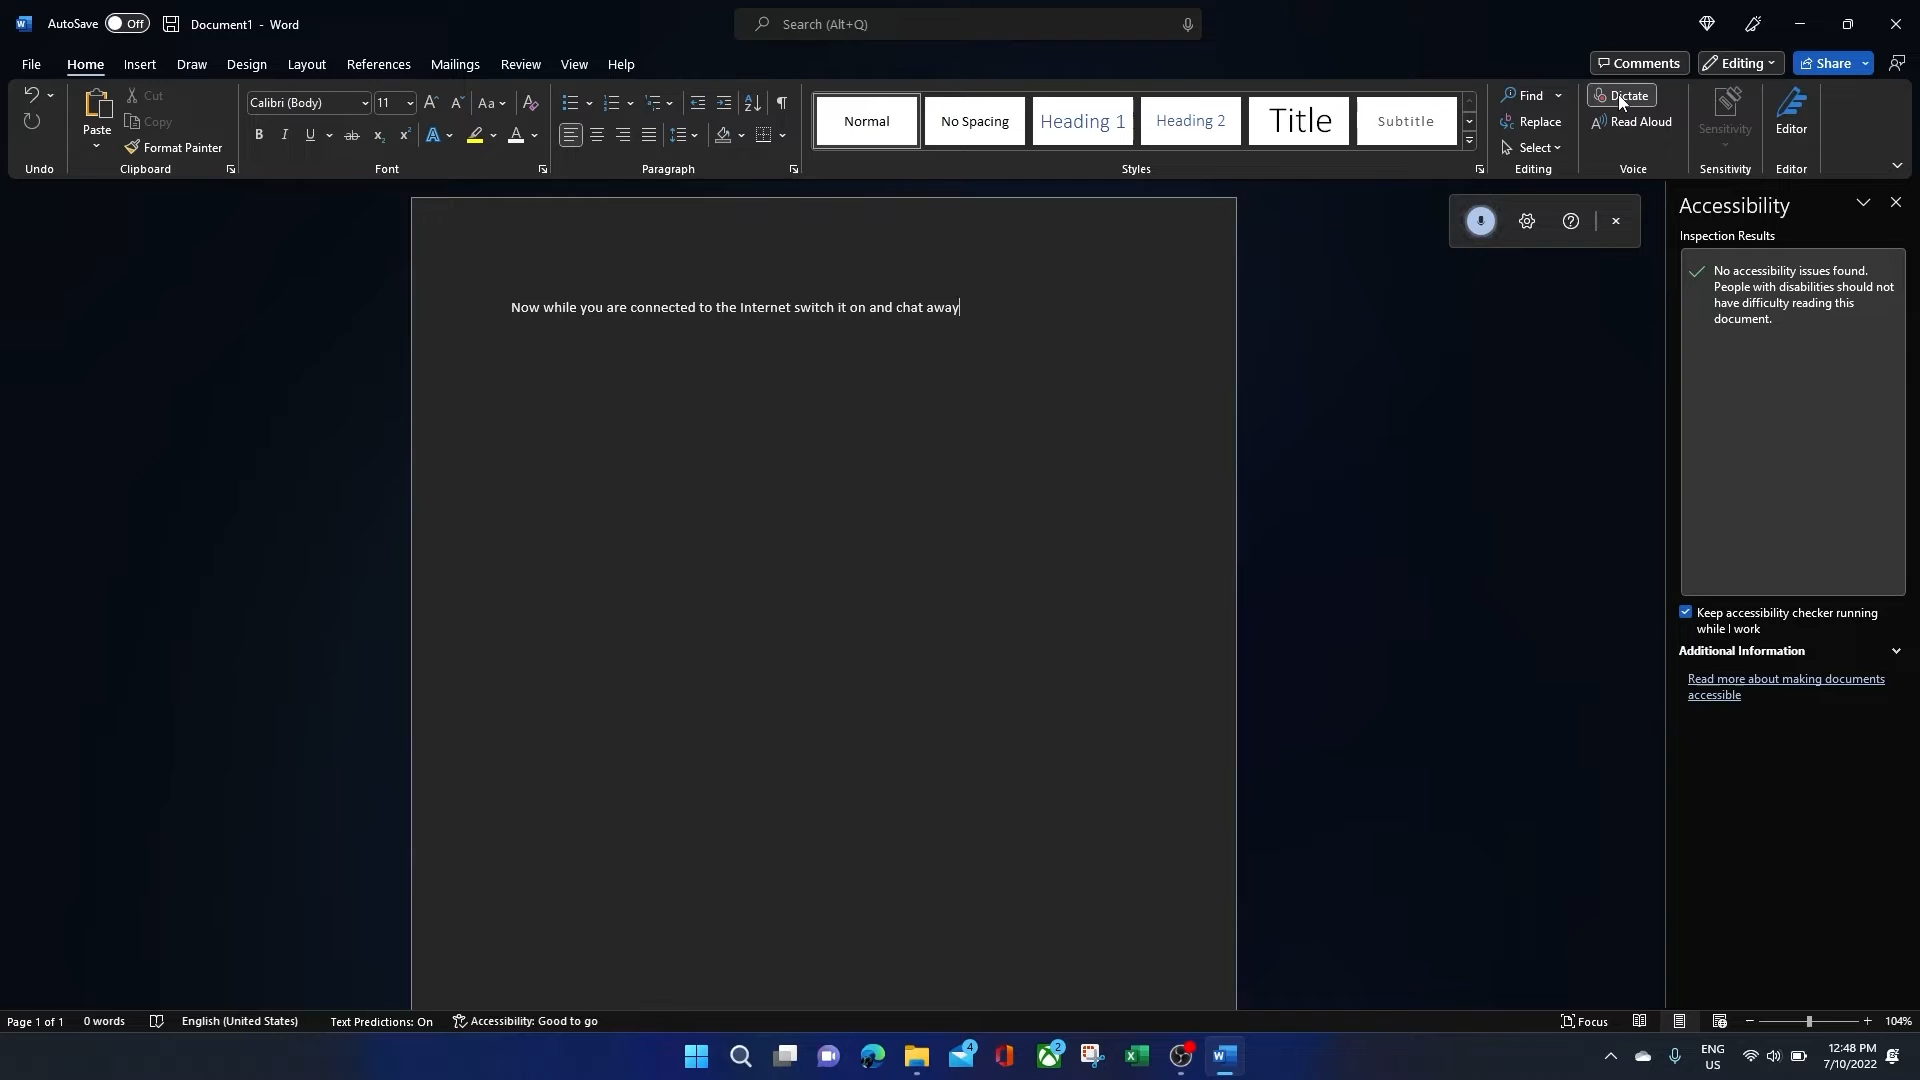 AutoSave Off Document1 - Word Search (Alt+Q)
File Home Insert Draw Design Layout References Mailings Review View Help Comments Editing Share
Calibri (Body) 11 Aa
Paste Cut Copy Format Painter
Normal No Spacing Heading 1 Heading 2 Title Subtitle
Find Replace Select
Dictate Read Aloud
Sensitivity Editor
Undo Clipboard Font Paragraph Styles Editing Voice Sensitivity Editor
Now while you are connected to the Internet switch it on and chat away
Accessibility
Inspection Results
No accessibility issues found.
People with disabilities should not
have difficulty reading this
document.
Keep accessibility checker running
while I work
Additional Information
Read more about making documents
accessible
Page 1 of 1 0 words English (United States) Text Predictions: On Accessibility: Good to go Focus 104%
4 2 ENG
US 12:48 PM
7/10/2022